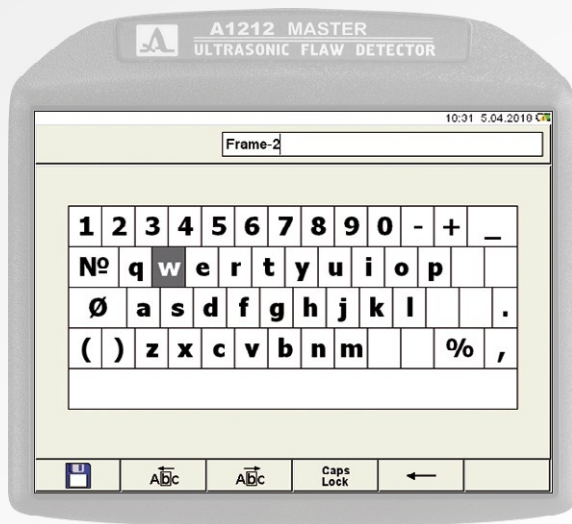 A1212 MASTER
ULTRASONIC FLAW DETECTOR
10:31 5.04.2018
Frame-2
1 2 3 4 5 6 7 8 9 0 - + _
№ q w e r t y u i o p
Ø a s d f g h j k l .
( ) z x c v b n m % ,
Abc Abc Caps Lock